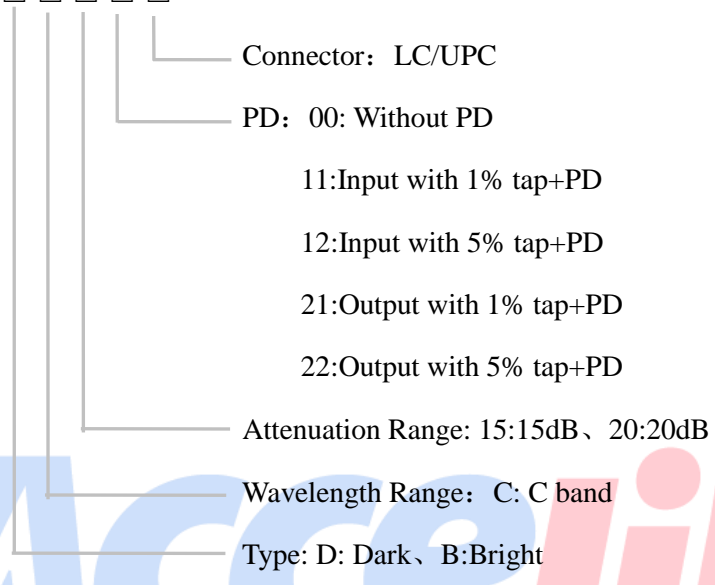 □ □ □ □ □
Connector：LC/UPC
PD：00: Without PD
11:Input with 1% tap+PD
12:Input with 5% tap+PD
21:Output with 1% tap+PD
22:Output with 5% tap+PD
Attenuation Range: 15:15dB、20:20dB
Wavelength Range：C: C band
Type: D: Dark、B:Bright